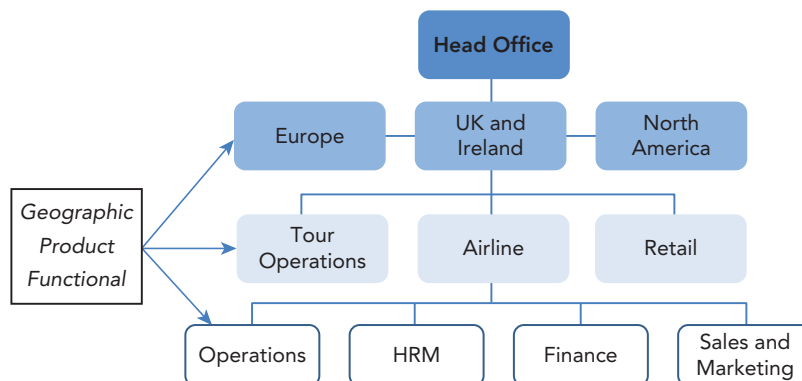 Head Office
Europe
UK and
Ireland
North
America
Geographic
Product
Functional
Tour
Operations
Airline
Retail
Operations
HRM
Finance
Sales and
Marketing